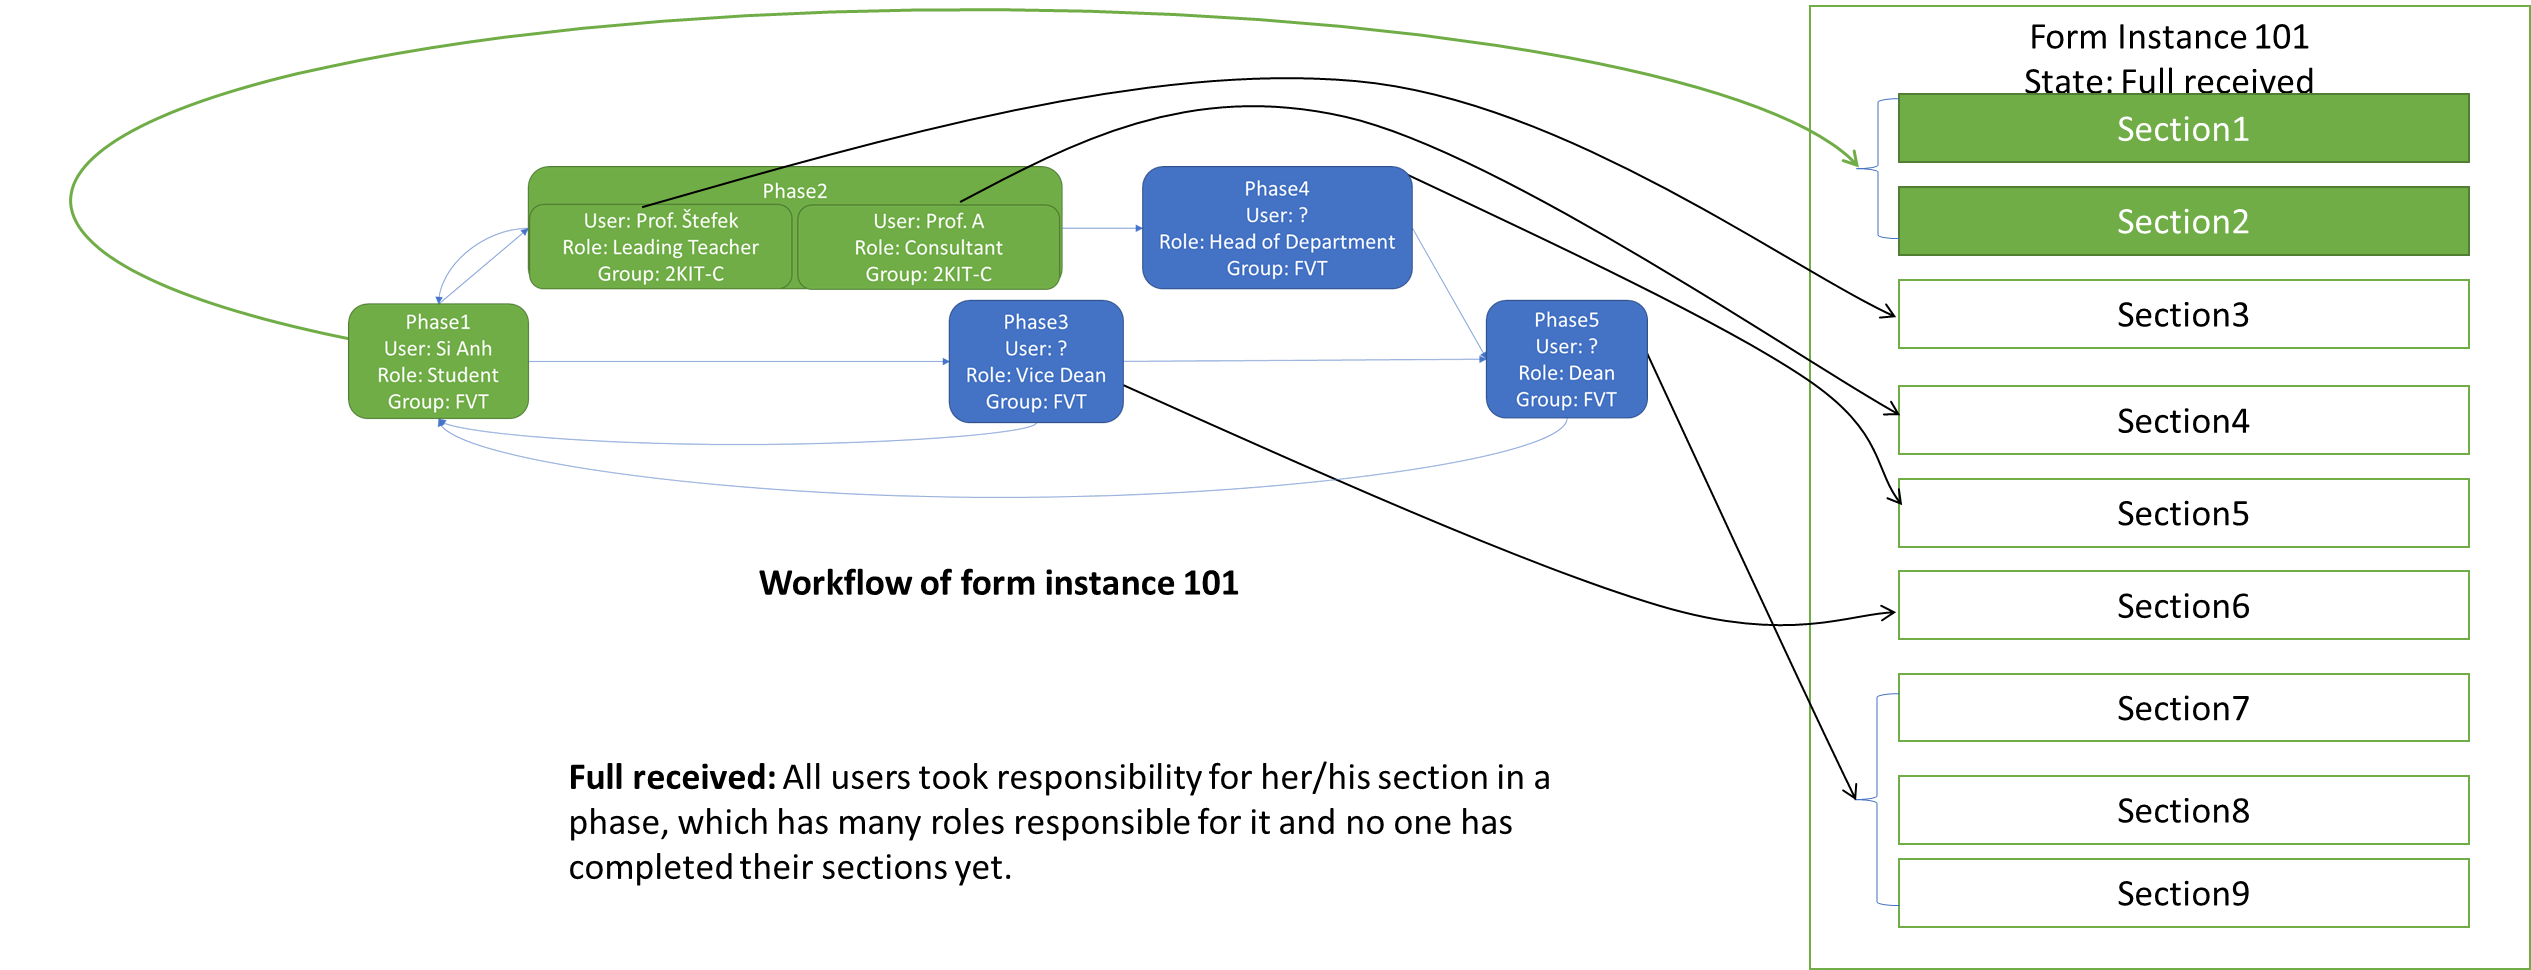 Form Instance 101
State: Full received
Section1
Section2
Section3
Section4
Section5
Section6
Section7
Section8
Section9
Phase2
User: Prof. Štefek
Role: Leading Teacher
Group: 2KIT-C
User: Prof. A
Role: Consultant
Group: 2KIT-C
Phase4
User: ?
Role: Head of Department
Group: FVT
Phase1
User: Si Anh
Role: Student
Group: FVT
Phase3
User: ?
Role: Vice Dean
Group: FVT
Phase5
User: ?
Role: Dean
Group: FVT
Workflow of form instance 101
Full received: All users took responsibility for her/his section in a
phase, which has many roles responsible for it and no one has
completed their sections yet.